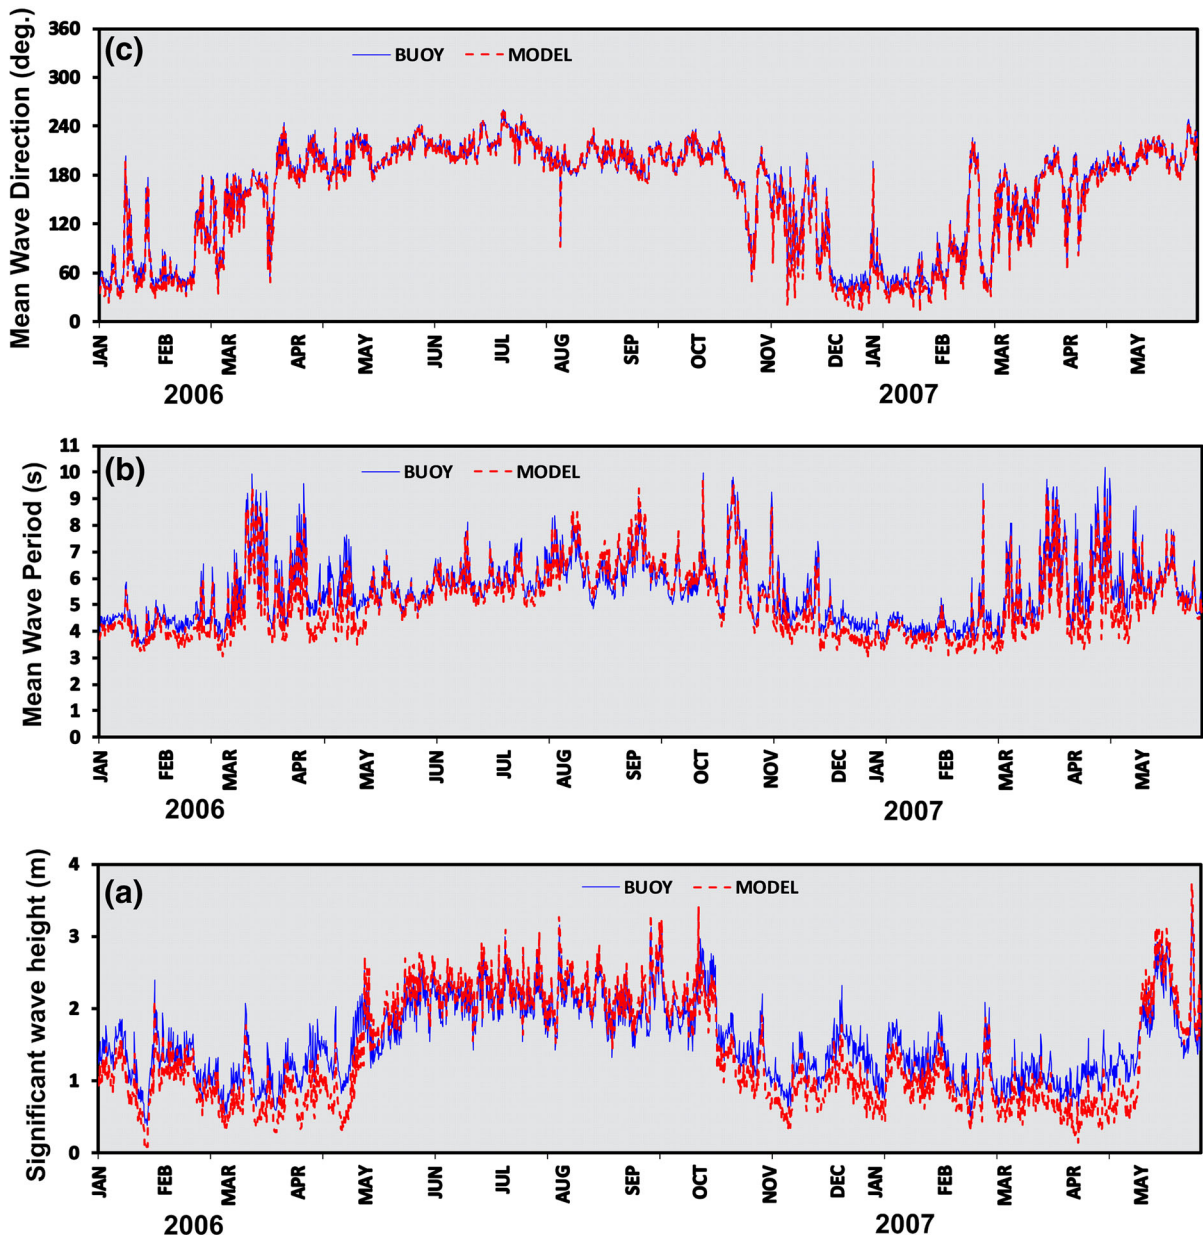 Mean Wave Direction (deg.)
360
300
240
180
120
60
0
(c)
BUOY
MODEL
JAN
FEB
MAR
APR
MAY
JUN
JUL
AUG
SEP
OCT
NOV
DEC
JAN
FEB
MAR
APR
MAY
2006
2007
Mean Wave Period (s)
11
10
9
8
7
6
5
4
3
2
1
0
(b)
BUOY
MODEL
JAN
FEB
MAR
APR
MAY
JUN
JUL
AUG
SEP
OCT
NOV
DEC
JAN
FEB
MAR
APR
MAY
2006
2007
Significant wave height (m)
4
3
2
1
0
(a)
BUOY
MODEL
JAN
FEB
MAR
APR
MAY
JUN
JUL
AUG
SEP
OCT
NOV
DEC
JAN
FEB
MAR
APR
MAY
2006
2007